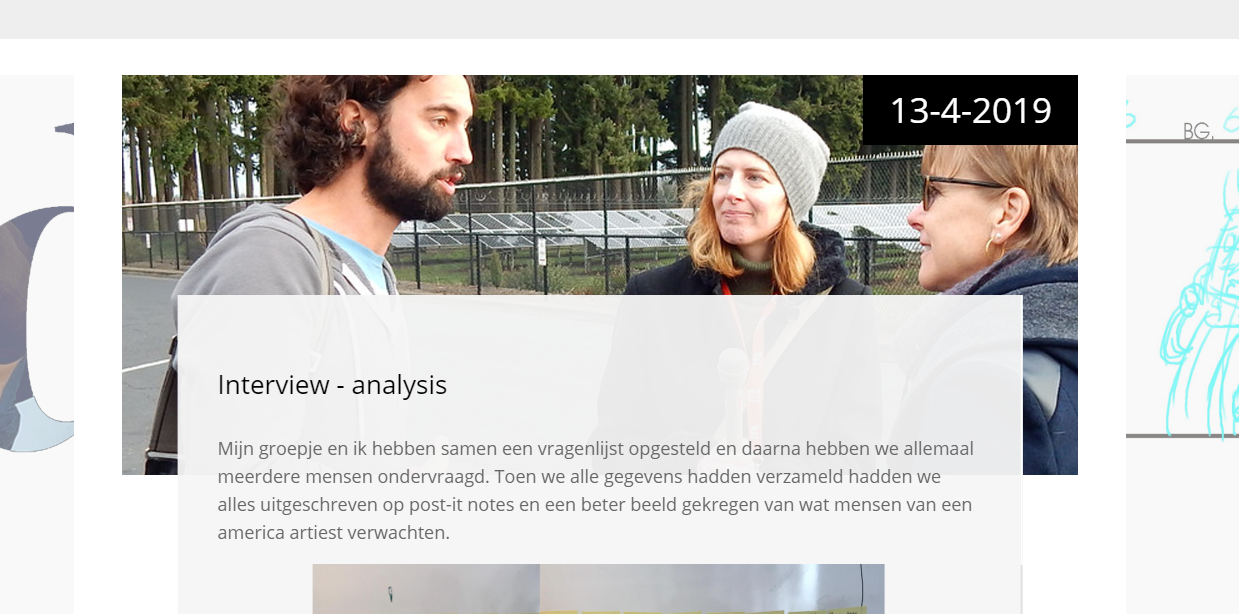 13-4-2019
BG.
Interview - analysis
Mijn groepje en ik hebben samen een vragenlijst opgesteld en daarna hebben we allemaal
meerdere mensen ondervraagd. Toen we alle gegevens hadden verzameld hadden we
alles uitgeschreven op post-it notes en een beter beeld gekregen van wat mensen van een
america artiest verwachten.